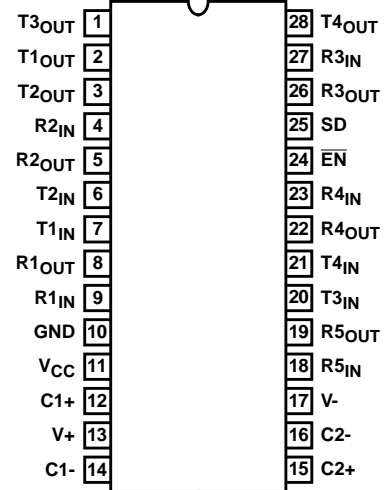 T3OUT 1 28 T4OUT
T1OUT 2 27 R3IN
T2OUT 3 26 R3OUT
R2IN 4 25 SD
R2OUT 5 24 E̅N̅
T2IN 6 23 R4IN
T1IN 7 22 R4OUT
R1OUT 8 21 T4IN
R1IN 9 20 T3IN
GND 10 19 R5OUT
VCC 11 18 R5IN
C1+ 12 17 V-
V+ 13 16 C2-
C1- 14 15 C2+